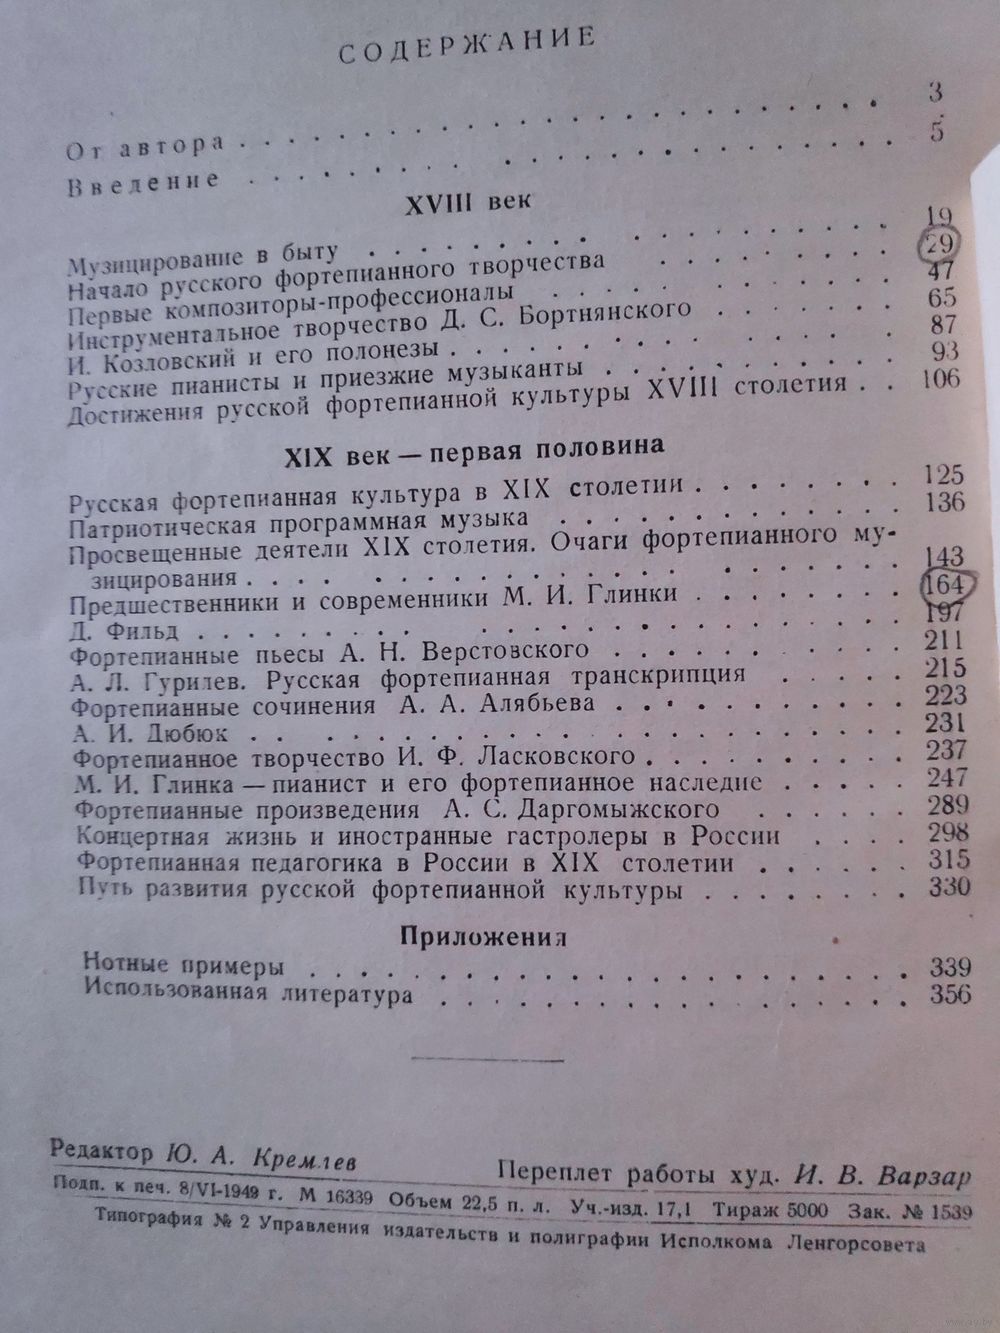 СОДЕРЖАНИЕ
От автора 3
Введение 5
XVIII век
Музицирование в быту 19
Начало русского фортепианного творчества 29
Первые композиторы-профессионалы 47
Инструментальное творчество Д. С. Бортнянского 65
И. Козловский и его полонезы 87
Русские пианисты и приезжие музыканты 93
Достижения русской фортепианной культуры XVIII столетия 106
XIX век — первая половина
Русская фортепианная культура в XIX столетии 125
Патриотическая программная музыка 136
Просвещенные деятели XIX столетия. Очаги фортепианного му-
зицирования 143
Предшественники и современники М. И. Глинки 164
Д. Фильд 197
Фортепианные пьесы А. Н. Верстовского 211
А. Л. Гурилев. Русская фортепианная транскрипция 215
Фортепианные сочинения А. А. Алябьева 223
А. И. Дюбюк 231
Фортепианное творчество И. Ф. Ласковского 237
М. И. Глинка — пианист и его фортепианное наследие 247
Фортепианные произведения А. С. Даргомыжского 289
Концертная жизнь и иностранные гастролеры в России 298
Фортепианная педагогика в России в XIX столетии 315
Путь развития русской фортепианной культуры 330
Приложения
Нотные примеры 339
Использованная литература 356
Редактор Ю. А. Кремлев Переплет работы худ. И. В. Варзар
Подп. к печ. 8/VI-1949 г. М 16339 Объем 22,5 п. л. Уч.-изд. 17,1 Тираж 5000 Зак. № 1539
Типография № 2 Управления издательств и полиграфии Исполкома Ленгорсовета